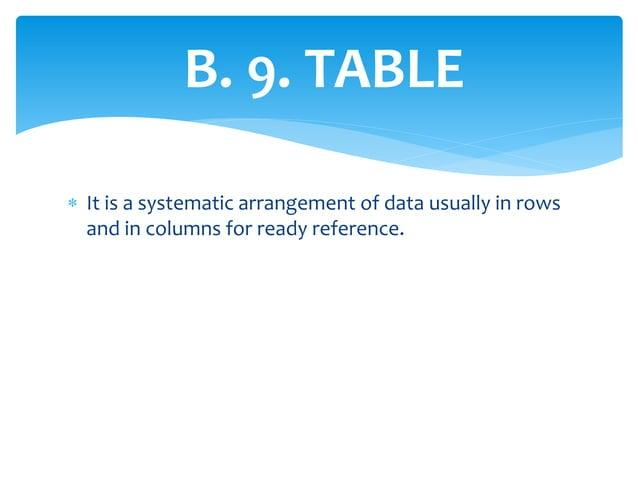 B. 9. TABLE
It is a systematic arrangement of data usually in rows
and in columns for ready reference.